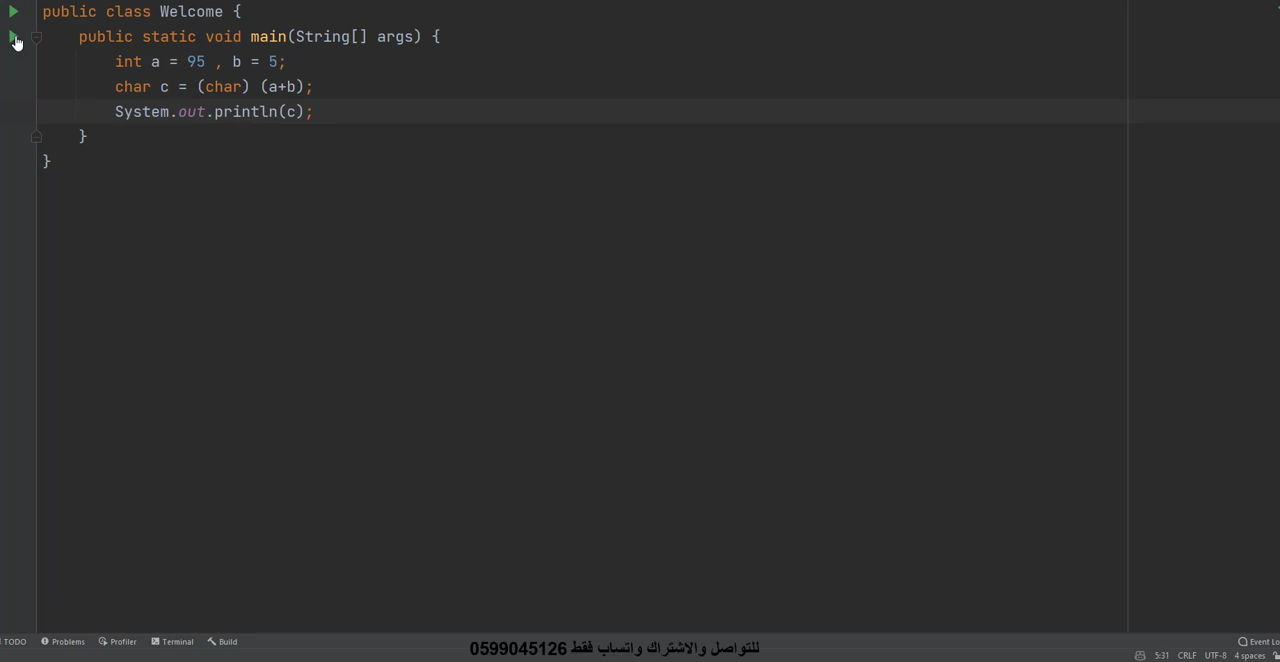 public class Welcome {
public static void main(String[] args) {
int a = 95 , b = 5;
char c = (char) (a+b);
System.out.println(c);
}
}
TODO Problems Profiler Terminal Build
للتواصل والاشتراك واتساب فقط 0599045126
Event Lo
5:31 CRLF UTF-8 4 spaces